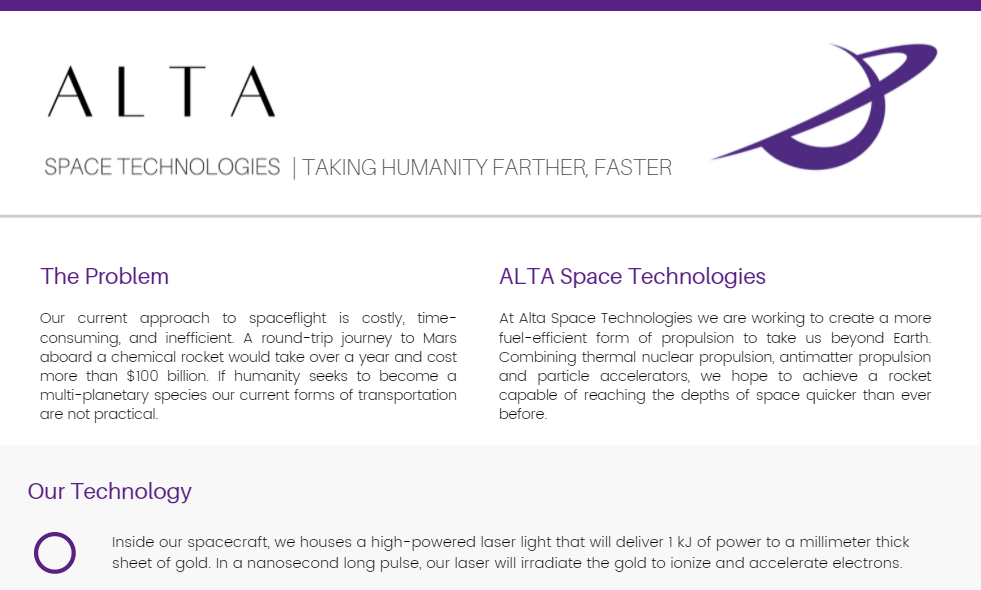 ALTA
SPACE TECHNOLOGIES | TAKING HUMANITY FARTHER, FASTER
The Problem
Our current approach to spaceflight is costly, time-
consuming, and inefficient. A round-trip journey to Mars
aboard a chemical rocket would take over a year and cost
more than $100 billion. If humanity seeks to become a
multi-planetary species our current forms of transportation
are not practical.
ALTA Space Technologies
At Alta Space Technologies we are working to create a more
fuel-efficient form of propulsion to take us beyond Earth.
Combining thermal nuclear propulsion, antimatter propulsion
and particle accelerators, we hope to achieve a rocket
capable of reaching the depths of space quicker than ever
before.
Our Technology
Inside our spacecraft, we houses a high-powered laser light that will deliver 1 kJ of power to a millimeter thick
sheet of gold. In a nanosecond long pulse, our laser will irradiate the gold to ionize and accelerate electrons.